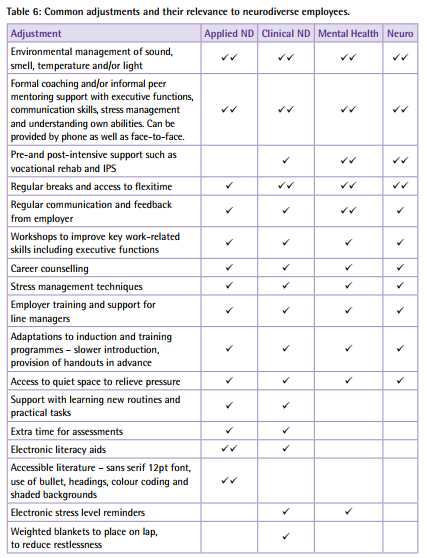 Table 6: Common adjustments and their relevance to neurodiverse employees.
Adjustment Applied ND Clinical ND Mental Health Neuro
Environmental management of sound,
smell, temperature and/or light ✓✓ ✓✓ ✓✓ ✓✓
Formal coaching and/or informal peer
mentoring support with executive functions,
communication skills, stress management ✓✓ ✓✓ ✓✓ ✓✓
and understanding own abilities. Can be
provided by phone as well as face-to-face.
Pre-and post-intensive support such as
vocational rehab and IPS ✓ ✓✓ ✓✓
Regular breaks and access to flexitime ✓ ✓✓ ✓✓ ✓✓
Regular communication and feedback
from employer ✓ ✓ ✓✓ ✓
Workshops to improve key work-related
skills including executive functions ✓ ✓ ✓ ✓
Career counselling ✓ ✓ ✓ ✓
Stress management techniques ✓ ✓ ✓ ✓
Employer training and support for
line managers ✓ ✓ ✓ ✓
Adaptations to induction and training
programmes – slower introduction, ✓ ✓ ✓ ✓
provision of handouts in advance
Access to quiet space to relieve pressure ✓ ✓ ✓ ✓
Support with learning new routines and
practical tasks ✓ ✓
Extra time for assessments ✓ ✓
Electronic literacy aids ✓✓ ✓
Accessible literature – sans serif 12pt font,
use of bullet, headings, colour coding and ✓✓
shaded backgrounds
Electronic stress level reminders ✓ ✓
Weighted blankets to place on lap,
to reduce restlessness ✓